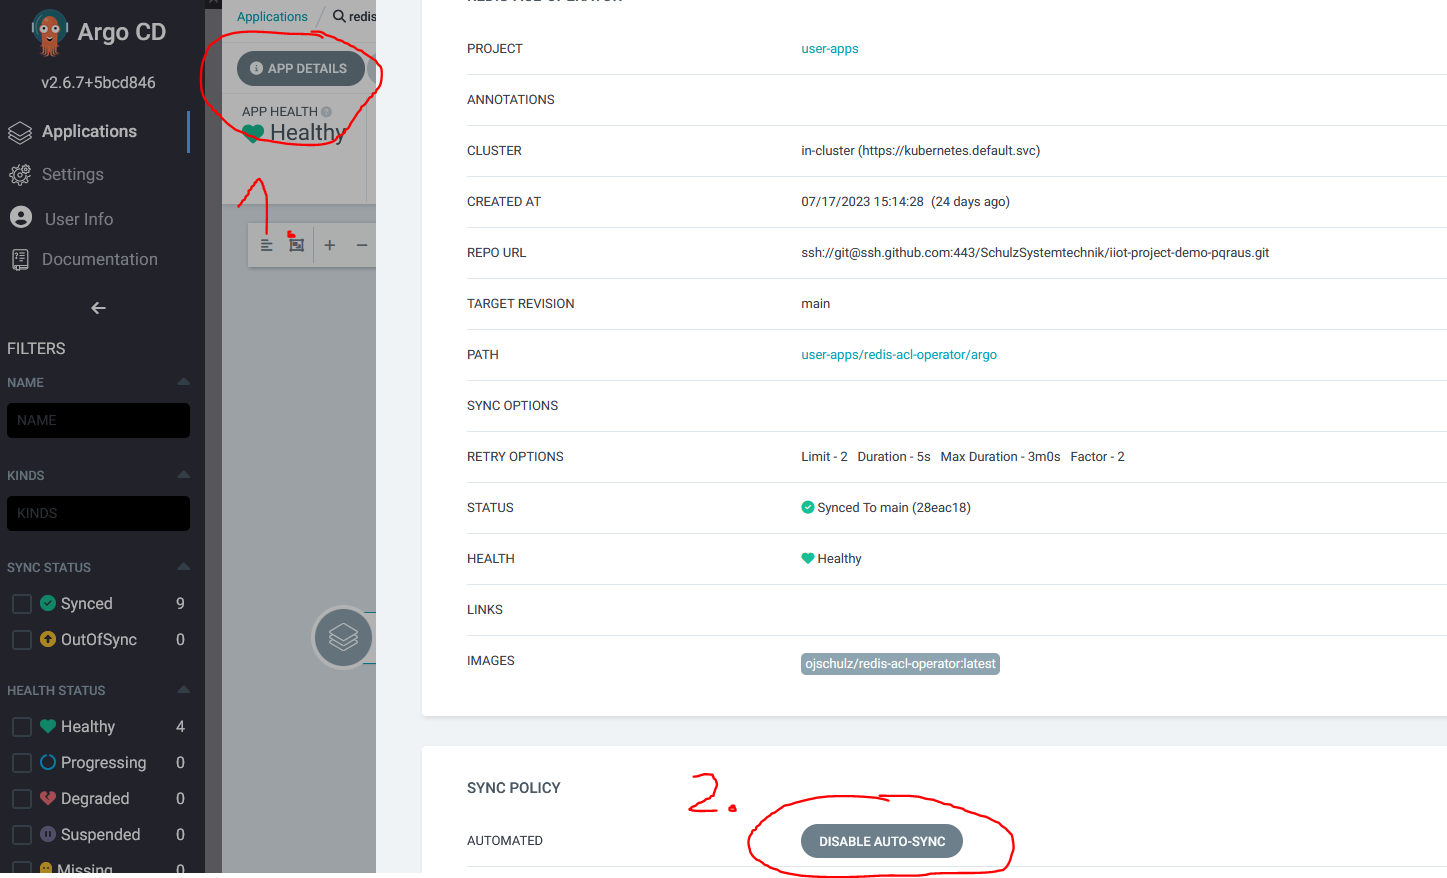 Argo CD
v2.6.7+5bcd846
Applications
Settings
User Info
Documentation
FILTERS
NAME
NAME
KINDS
KINDS
SYNC STATUS
Synced 9
OutOfSync 0
HEALTH STATUS
Healthy 4
Progressing 0
Degraded 0
Suspended 0
Missing 0
Applications / redis
APP DETAILS
APP HEALTH
Healthy
1.
REDIS ACL OPERATOR
PROJECT user-apps
ANNOTATIONS
CLUSTER in-cluster (https://kubernetes.default.svc)
CREATED AT 07/17/2023 15:14:28 (24 days ago)
REPO URL ssh://git@ssh.github.com:443/SchulzSystemtechnik/iiot-project-demo-pqraus.git
TARGET REVISION main
PATH user-apps/redis-acl-operator/argo
SYNC OPTIONS
RETRY OPTIONS Limit - 2 Duration - 5s Max Duration - 3m0s Factor - 2
STATUS Synced To main (28eac18)
HEALTH Healthy
LINKS
IMAGES ojschulz/redis-acl-operator:latest
SYNC POLICY
2.
AUTOMATED DISABLE AUTO-SYNC